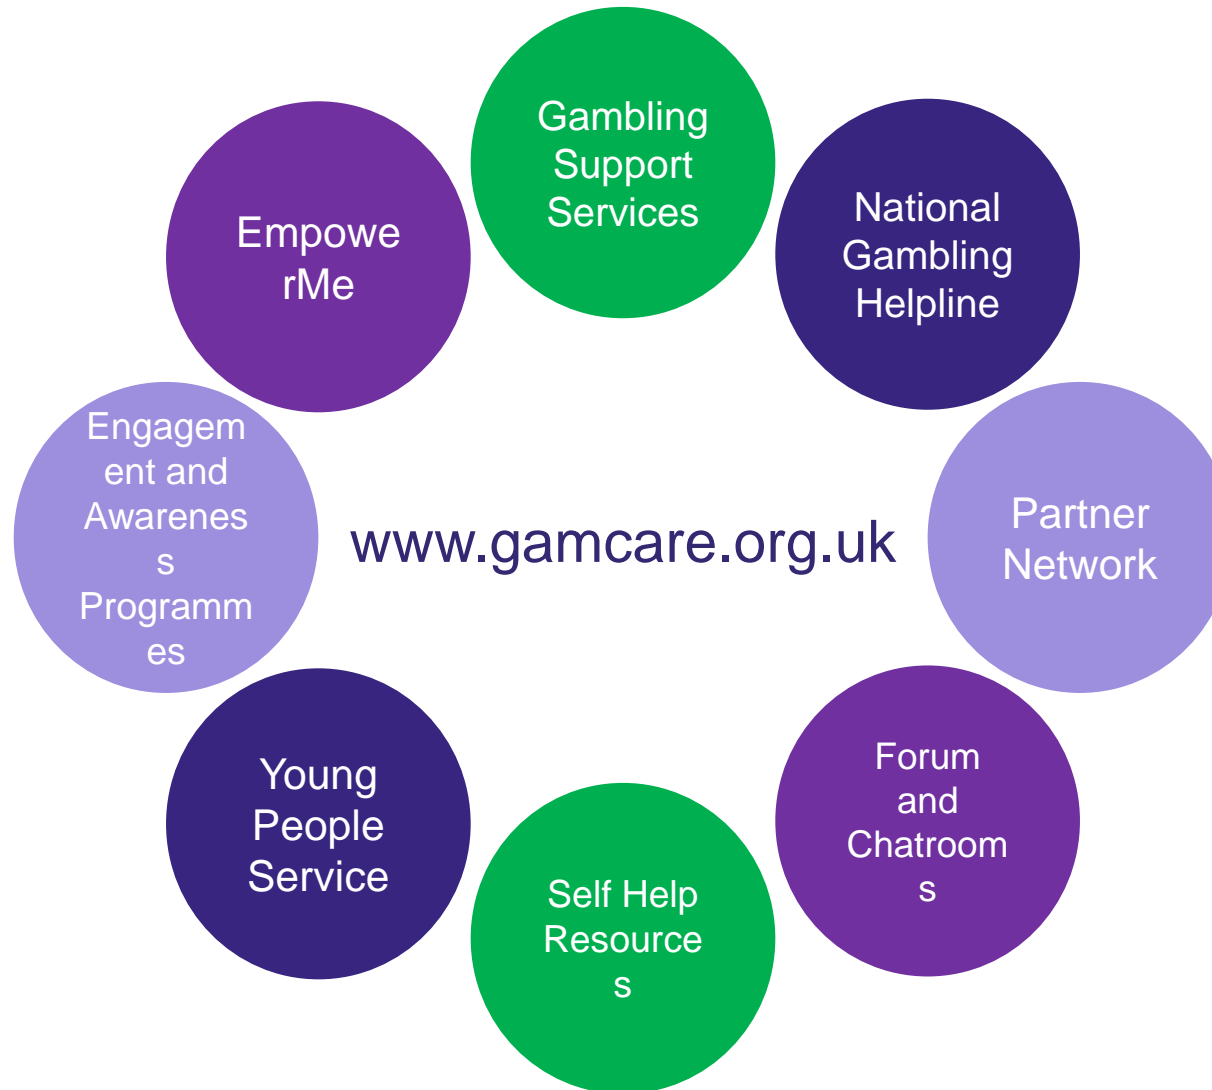 Gambling
Support
Services
National
Gambling
Helpline
Partner
Network
Forum
and
Chatroom
s
Self Help
Resource
s
Young
People
Service
Engagem
ent and
Awarenes
s
Programm
es
Empowe
rMe
www.gamcare.org.uk